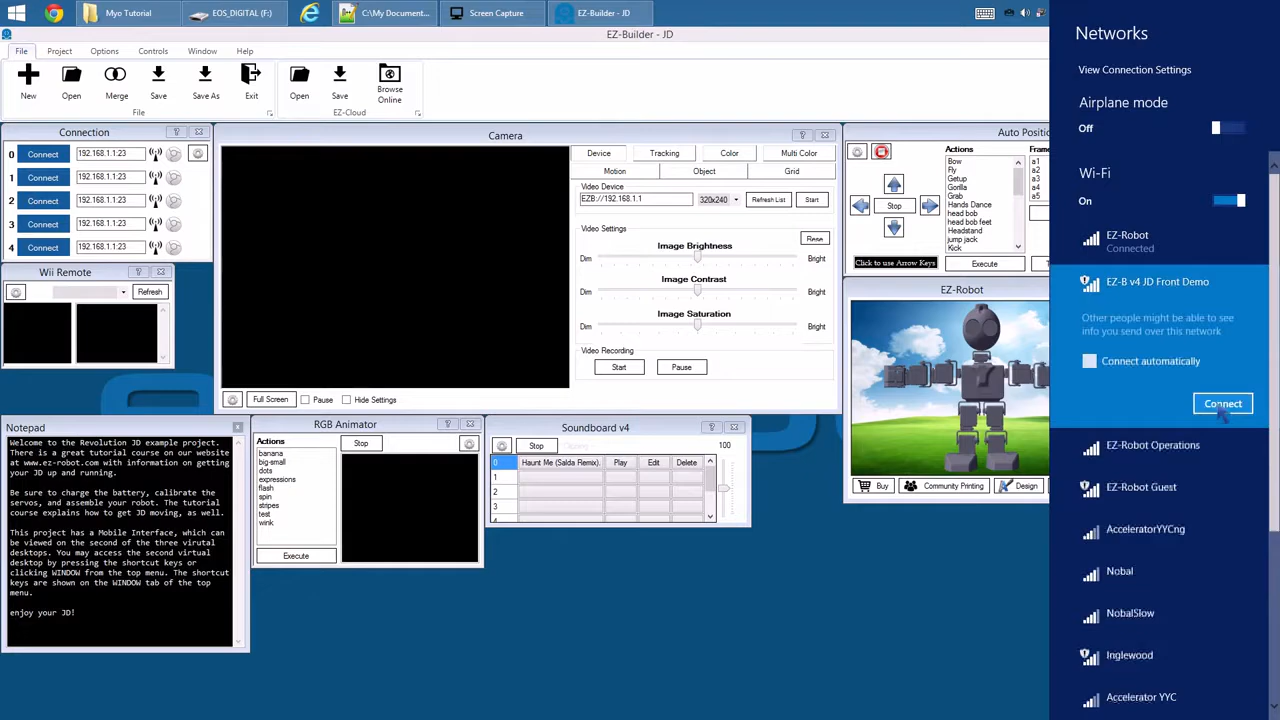 Myo Tutorial
EOS_DIGITAL (F:)
C:\My Document...
Screen Capture
EZ-Builder - JD
EZ-Builder - JD
File Project Options Controls Window Help
New Open Merge Save Save As Exit Open Save Browse Online
File
EZ-Cloud
Connection ?
0 Connect 192.168.1.1:23
1 Connect 192.168.1.1:23
2 Connect 192.168.1.1:23
3 Connect 192.168.1.1:23
4 Connect 192.168.1.1:23
Wii Remote ?
Refresh
Camera ?
Device Tracking Color Multi Color
Motion Object Grid
Video Device
EZB://192.168.1.1 320x240 Refresh List Start
Video Settings
Rese
Image Brightness
Dim Bright
Image Contrast
Dim Bright
Image Saturation
Dim Bright
Video Recording
Start Pause
Full Screen Pause Hide Settings
Auto Positio
Actions
Bow
Fly
Getup
Gorilla
Grab
Hands Dance
head bob
head bob feet
Headstand
jump jack
Kick
Fram
a1
a2
a3
a4
a5
Stop
Click to use Arrow Keys
Execute
EZ-Robot
Buy Community Printing Design
Notepad
Welcome to the Revolution JD example project.
There is a great tutorial course on our website
at www.ez-robot.com with information on getting
your JD up and running.
Be sure to charge the battery, calibrate the
servos, and assemble your robot. The tutorial
course explains how to get JD moving, as well.
This project has a Mobile Interface, which can
be viewed on the second of the three virutal
desktops. You may access the second virtual
desktop by pressing the shortcut keys or
clicking WINDOW from the top menu. The shortcut
keys are shown on the WINDOW tab of the top
menu.
enjoy your JD!
RGB Animator ?
Actions
Stop
banana
big-small
dots
expressions
flash
spin
stripes
test
wink
Execute
Soundboard v4 ?
Stop
100
0 Haunt Me (Salda Remix). Play Edit Delete
1
2
3
4
Networks
View Connection Settings
Airplane mode
Off
Wi-Fi
On
EZ-Robot
Connected
EZ-B v4 JD Front Demo
Other people might be able to see
info you send over this network
Connect automatically
Connect
EZ-Robot Operations
EZ-Robot Guest
AcceleratorYYCng
Nobal
NobalSlow
Inglewood
Accelerator YYC